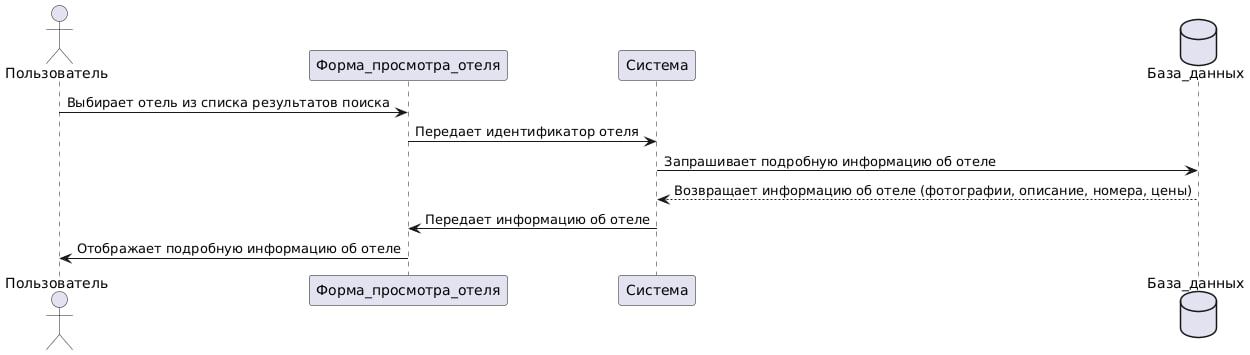 Пользователь
Форма_просмотра_отеля
Система
База_данных
Выбирает отель из списка результатов поиска
Передает идентификатор отеля
Запрашивает подробную информацию об отеле
Возвращает информацию об отеле (фотографии, описание, номера, цены)
Передает информацию об отеле
Отображает подробную информацию об отеле
Пользователь
Форма_просмотра_отеля
Система
База_данных